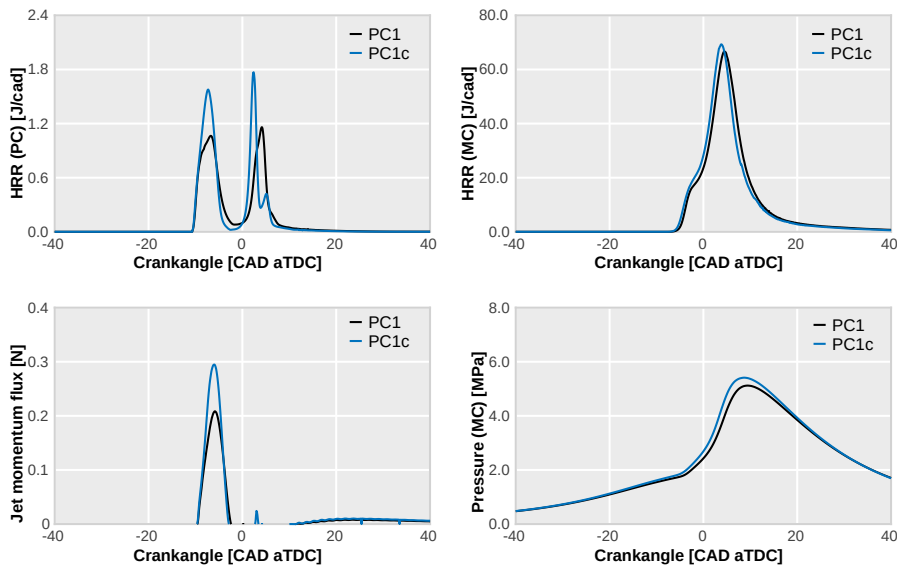 2.4
1.8
1.2
0.6
0.0
HRR (PC) [J/cad]
PC1
PC1c
-40
-20
0
20
40
Crankangle [CAD aTDC]
80.0
60.0
40.0
20.0
0.0
HRR (MC) [J/cad]
PC1
PC1c
-40
-20
0
20
40
Crankangle [CAD aTDC]
0.4
0.3
0.2
0.1
0
Jet momentum flux [N]
PC1
PC1c
-40
-20
0
20
40
Crankangle [CAD aTDC]
8.0
6.0
4.0
2.0
0.0
Pressure (MC) [MPa]
PC1
PC1c
-40
-20
0
20
40
Crankangle [CAD aTDC]